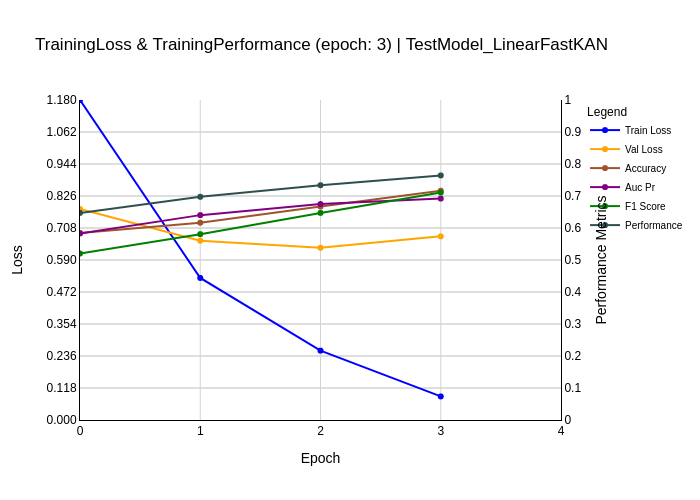 TrainingLoss & TrainingPerformance (epoch: 3) | TestModel_LinearFastKAN
1.180
1.062
0.944
0.826
0.708
0.590
0.472
0.354
0.236
0.118
0.000
Loss
0
1
2
3
4
Epoch
1
0.9
0.8
0.7
0.6
0.5
0.4
0.3
0.2
0.1
0
Performance Metrics
Legend
Train Loss
Val Loss
Accuracy
Auc Pr
F1 Score
Performance